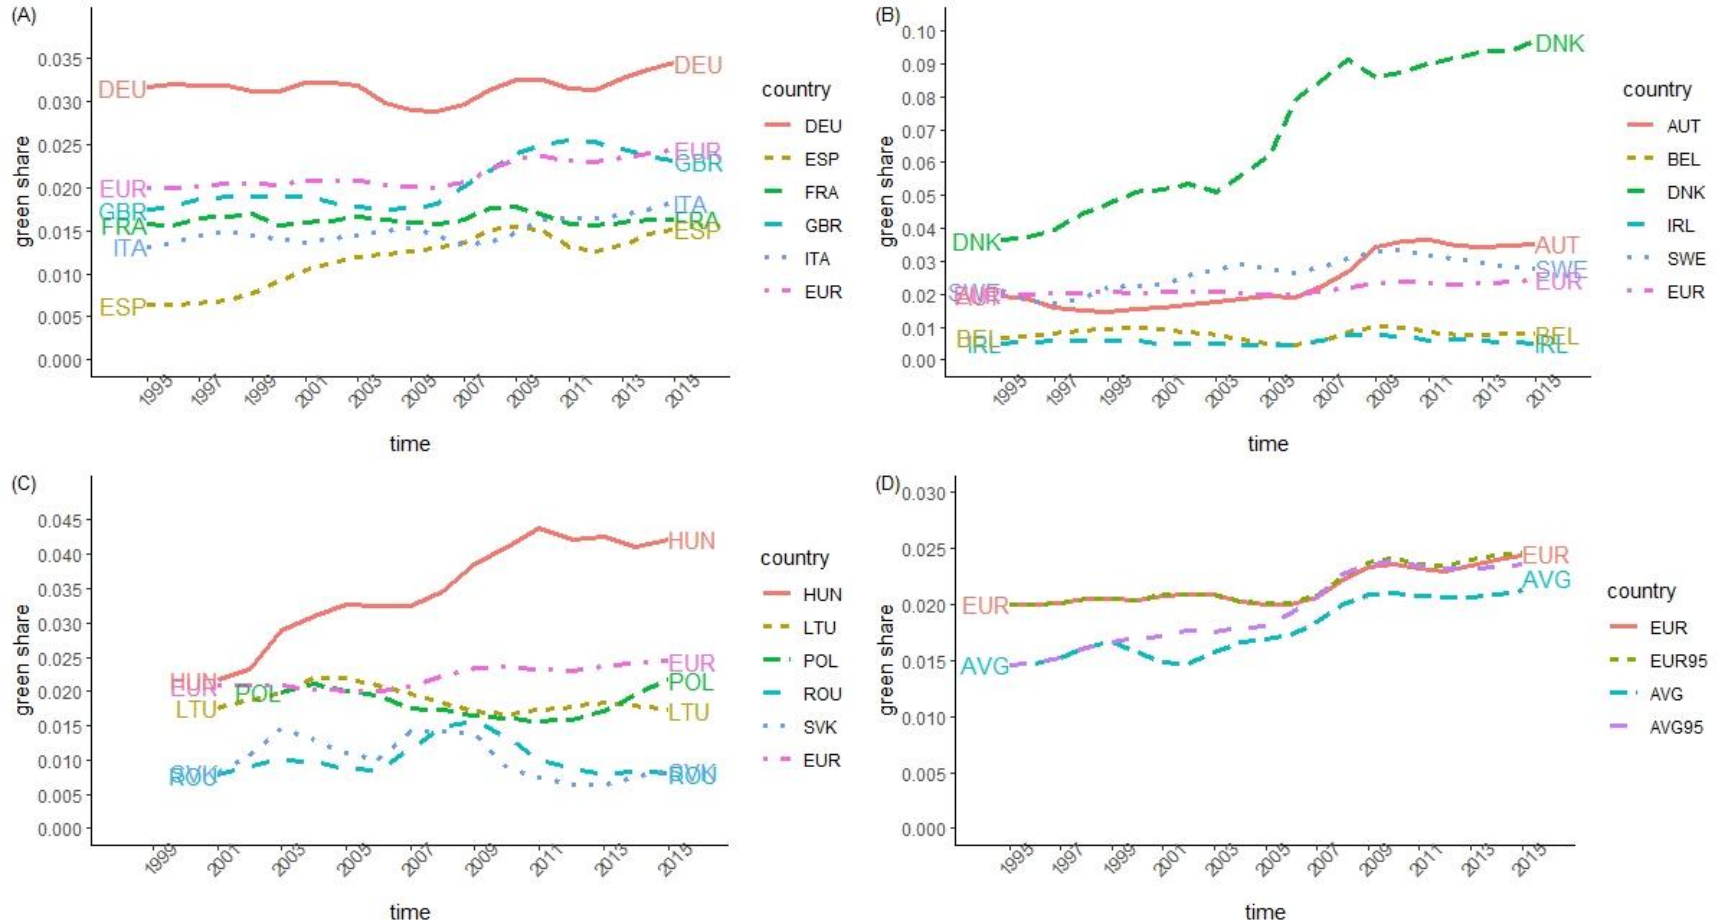 (A)
0.035
0.030
0.025
0.020
0.015
0.010
0.005
0.000
green share
DEU
EUR
GBR
FRA
ITA
ESP
DEU
EUR
GBR
ITA
FRA
ESP
1995
1997
1999
2001
2003
2005
2007
2009
2011
2013
2015
time
country
DEU
ESP
FRA
GBR
ITA
EUR
(B)
0.10
0.09
0.08
0.07
0.06
0.05
0.04
0.03
0.02
0.01
0.00
green share
DNK
SWE
BEL
IRL
DNK
AUT
SWE
EUR
BEL
IRL
1995
1997
1999
2001
2003
2005
2007
2009
2011
2013
2015
time
country
AUT
BEL
DNK
IRL
SWE
EUR
(C)
0.045
0.040
0.035
0.030
0.025
0.020
0.015
0.010
0.005
0.000
green share
HUN
EUR
POL
LTU
SVK
ROU
HUN
EUR
POL
LTU
SVK
ROU
1999
2001
2003
2005
2007
2009
2011
2013
2015
time
country
HUN
LTU
POL
ROU
SVK
EUR
(D)
0.030
0.025
0.020
0.015
0.010
0.005
0.000
green share
EUR
AVG
EUR
AVG
1995
1997
1999
2001
2003
2005
2007
2009
2011
2013
2015
time
country
EUR
EUR95
AVG
AVG95